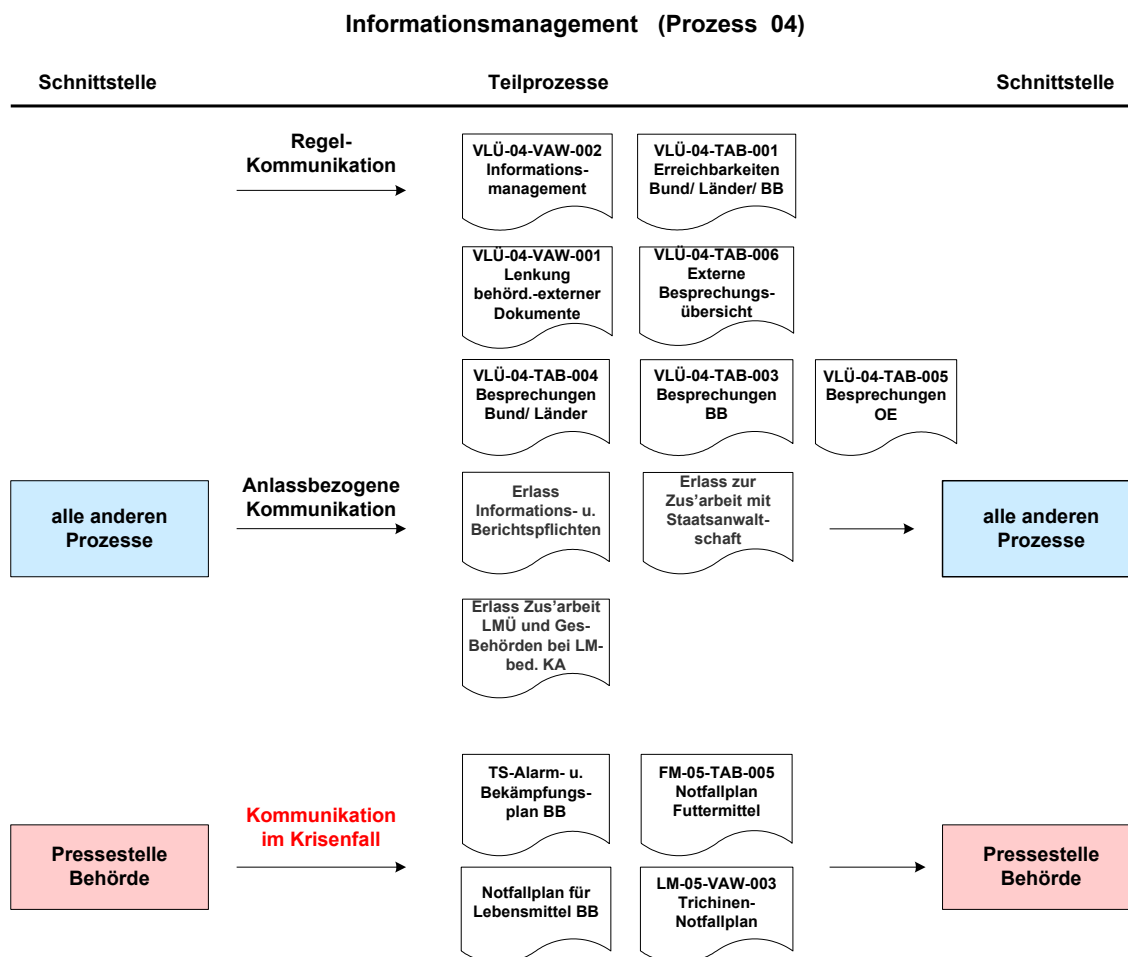 Informationsmanagement (Prozess 04)
Schnittstelle
Teilprozesse
Schnittstelle
Regel-
Kommunikation
VLÜ-04-VAW-002
Informations-
management
VLÜ-04-TAB-001
Erreichbarkeiten
Bund/ Länder/ BB
VLÜ-04-VAW-001
Lenkung
behörd.-externer
Dokumente
VLÜ-04-TAB-006
Externe
Besprechungs-
übersicht
VLÜ-04-TAB-004
Besprechungen
Bund/ Länder
VLÜ-04-TAB-003
Besprechungen
BB
VLÜ-04-TAB-005
Besprechungen
OE
alle anderen
Prozesse
Anlassbezogene
Kommunikation
Erlass
Informations- u.
Berichtspflichten
Erlass zur
Zus’arbeit mit
Staatsanwalt-
schaft
alle anderen
Prozesse
Erlass Zus’arbeit
LMÜ und Ges-
Behörden bei LM-
bed. KA
Pressestelle
Behörde
Kommunikation
im Krisenfall
TS-Alarm- u.
Bekämpfungs-
plan BB
FM-05-TAB-005
Notfallplan
Futtermittel
Notfallplan für
Lebensmittel BB
LM-05-VAW-003
Trichinen-
Notfallplan
Pressestelle
Behörde